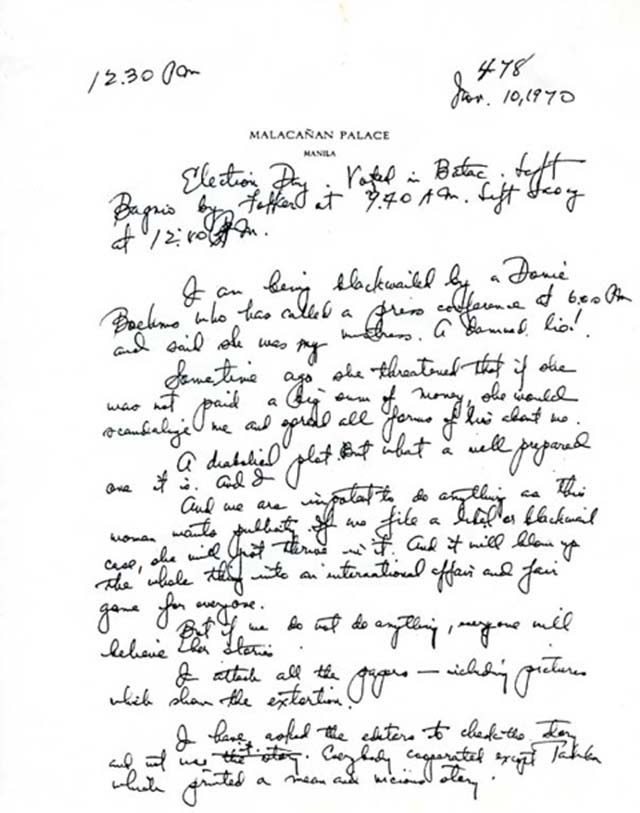 12.30 PM
478
Nov. 10, 1970
MALACAÑAN PALACE
MANILA
Election Day. Voted in Batac. Left
Baguio by Fokker at 9.40 AM. Left Laoag
at 12:10 PM.
I am being blackmailed by a Dovie
Boehms who has called a press conference at 6.00 PM
and said she was my mistress. A damned lie!
Sometime ago she threatened that if she
was not paid a big sum of money, she would
scandalize me and spread all forms of lies about me.
A diabolical plot. But what a well prepared
one it is. And I
And we are impotent to do anything as this
woman wants publicity. If we file a libel or blackmail
case, she will just thrive in it. And it will blow up
the whole thing into an international affair and fair
game for everyone.
But if we do not do anything, everyone will
believe her stories.
I attach all the papers – including pictures
which show the extortion.
I have asked the editors to check the story
and not use the story it. Everybody cooperated except Taliba
which printed a mean and vicious story.